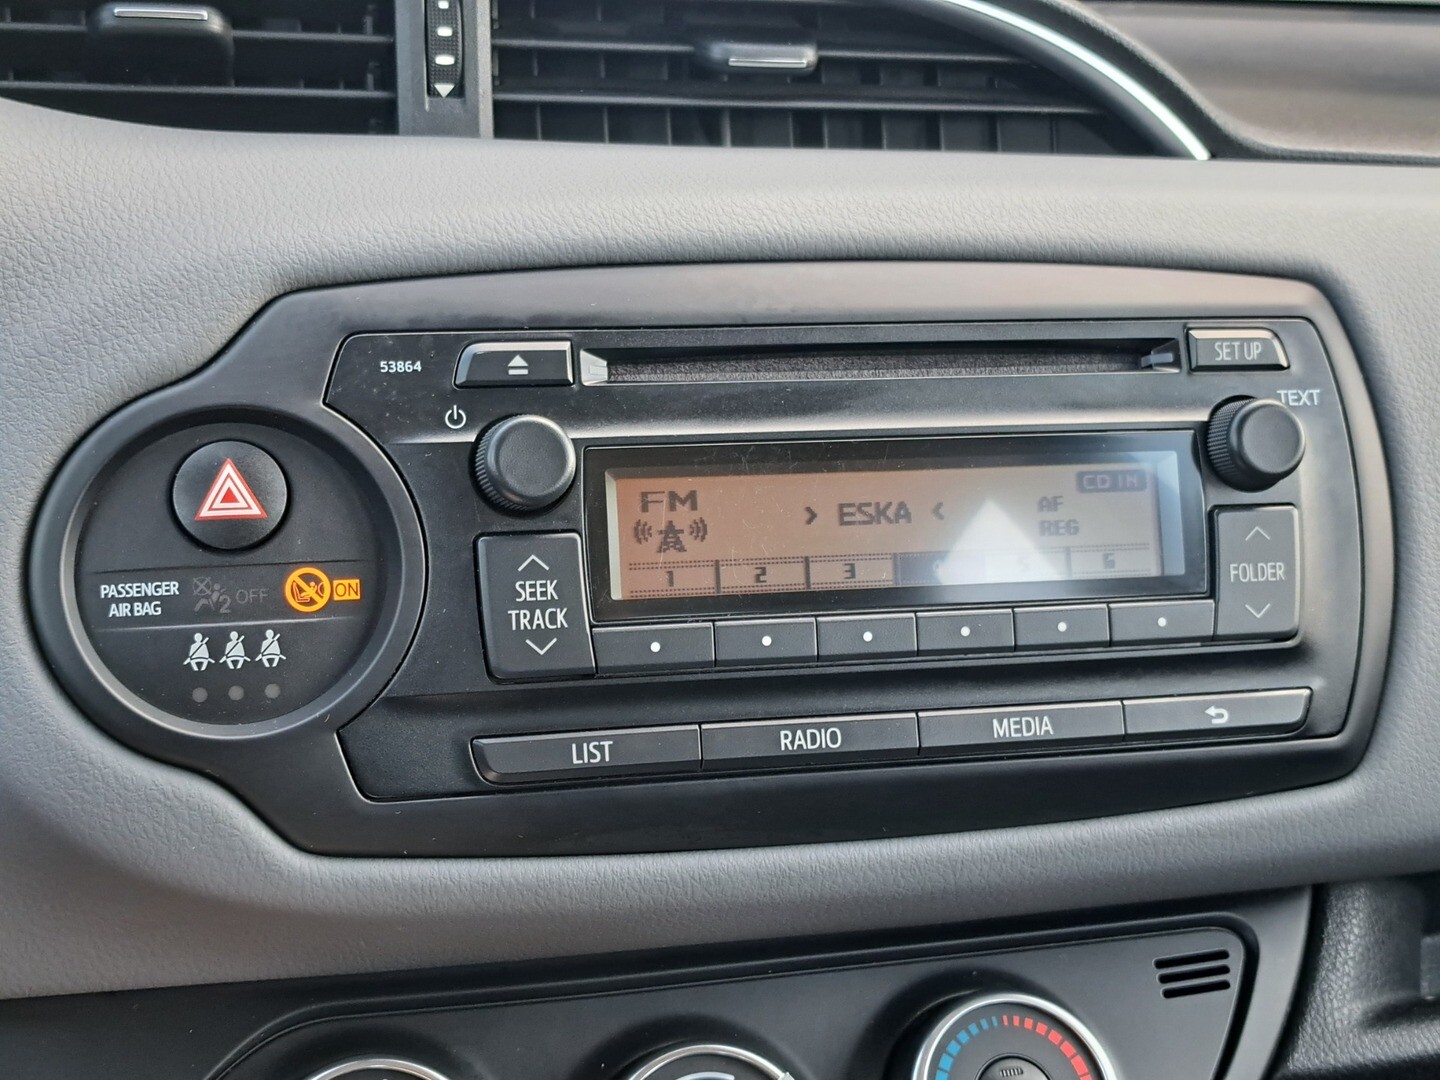 53864
SET UP
TEXT
CD IN
FM
> ESKA <
AF
REG
1 2 3 6
SEEK
TRACK
FOLDER
PASSENGER
AIR BAG
2 OFF
ON
LIST
RADIO
MEDIA